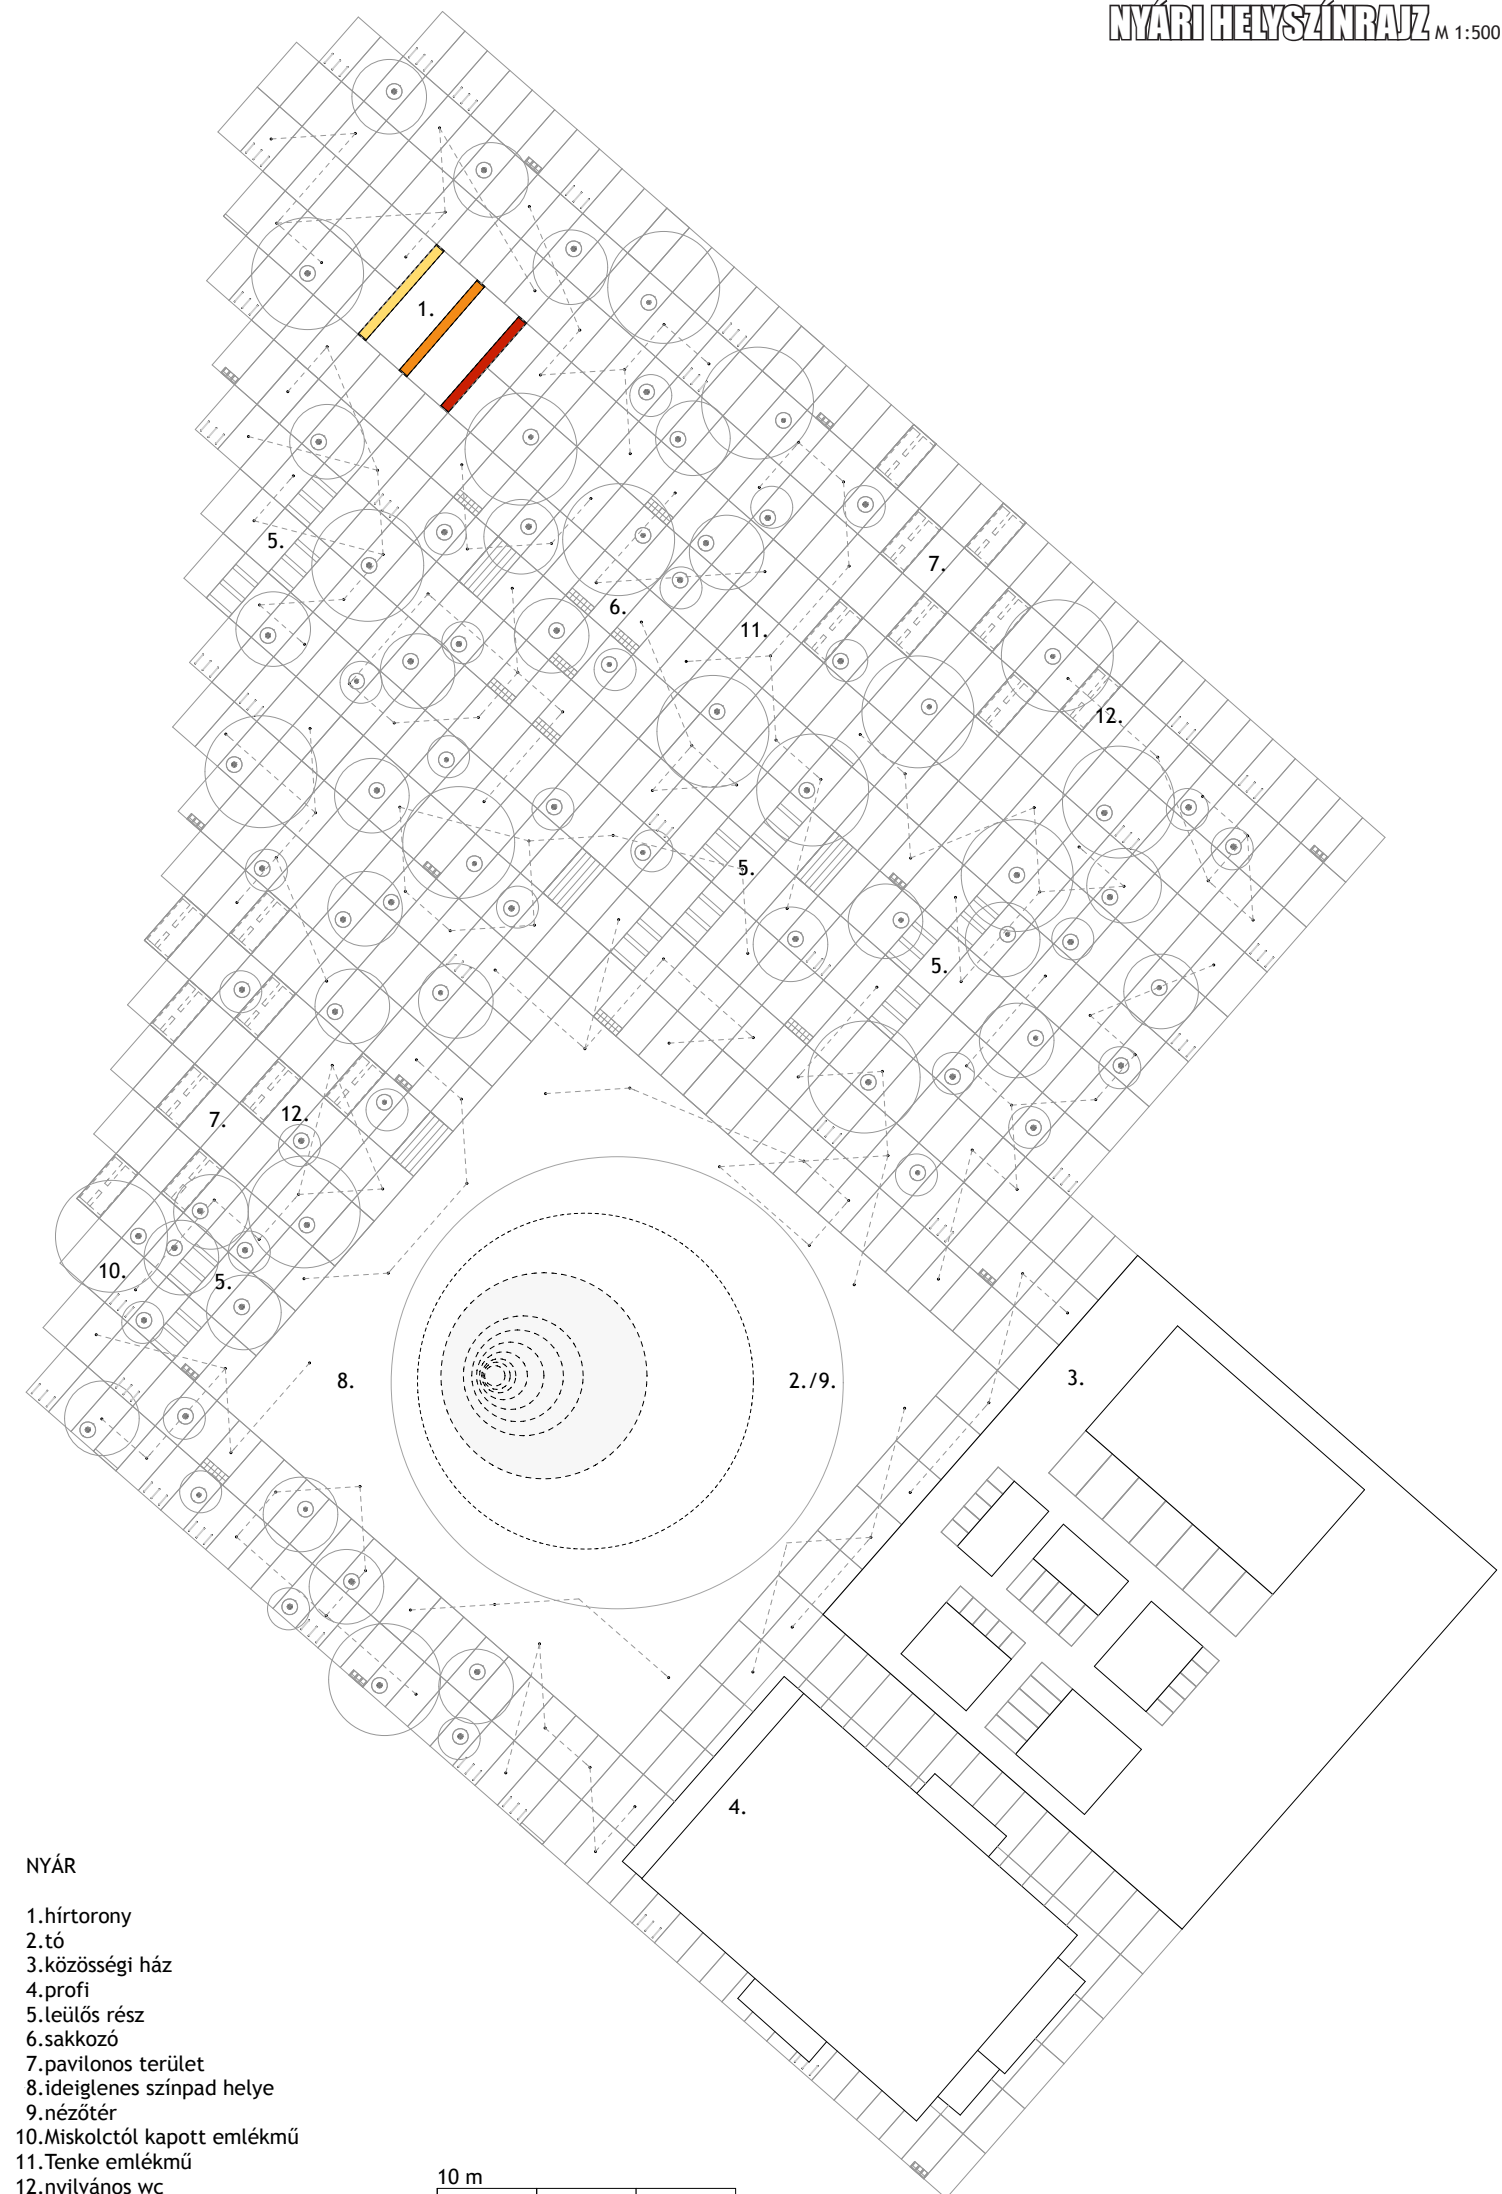 NYÁRI HELYSZÍNRAJZ M 1:500
1.
5.
7.
6.
11.
12.
5.
5.
7.
12.
10.
5.
8.
2./9.
3.
4.
NYÁR
1.hírtorony
2.tó
3.közösségi ház
4.profi
5.leülős rész
6.sakkozó
7.pavilonos terület
8.ideiglenes színpad helye
9.nézőtér
10.Miskolctól kapott emlékmű
11.Tenke emlékmű
12.nyilvános wc
10 m